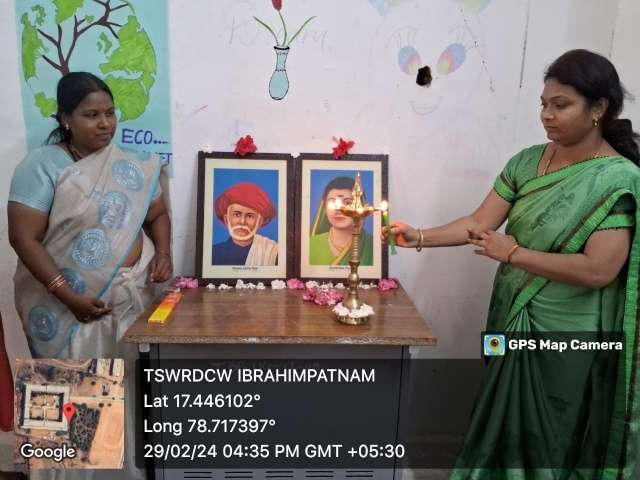 ECO...
GPS Map Camera
TSWRDCW IBRAHIMPATNAM
Lat 17.446102°
Long 78.717397°
29/02/24 04:35 PM GMT +05:30
Google